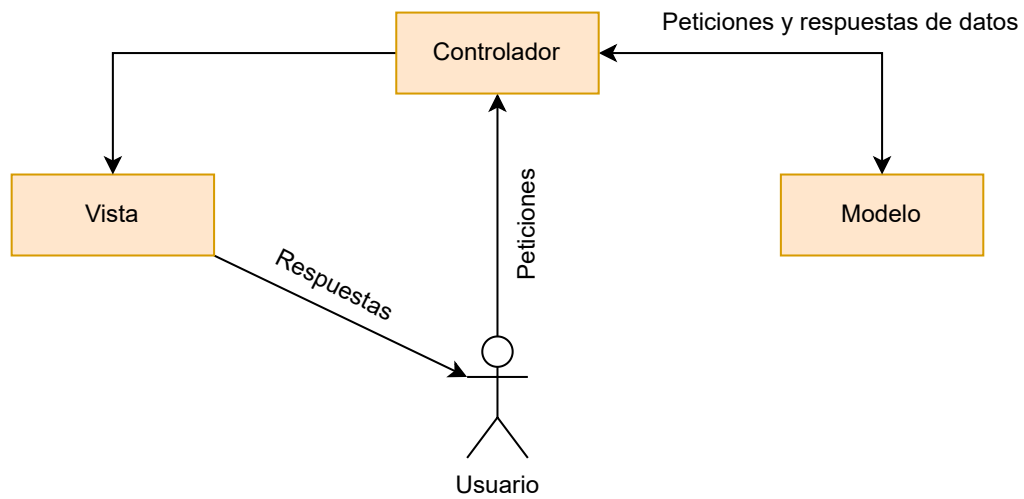 Peticiones y respuestas de datos
Controlador
Vista
Modelo
Peticiones
Respuestas
Usuario